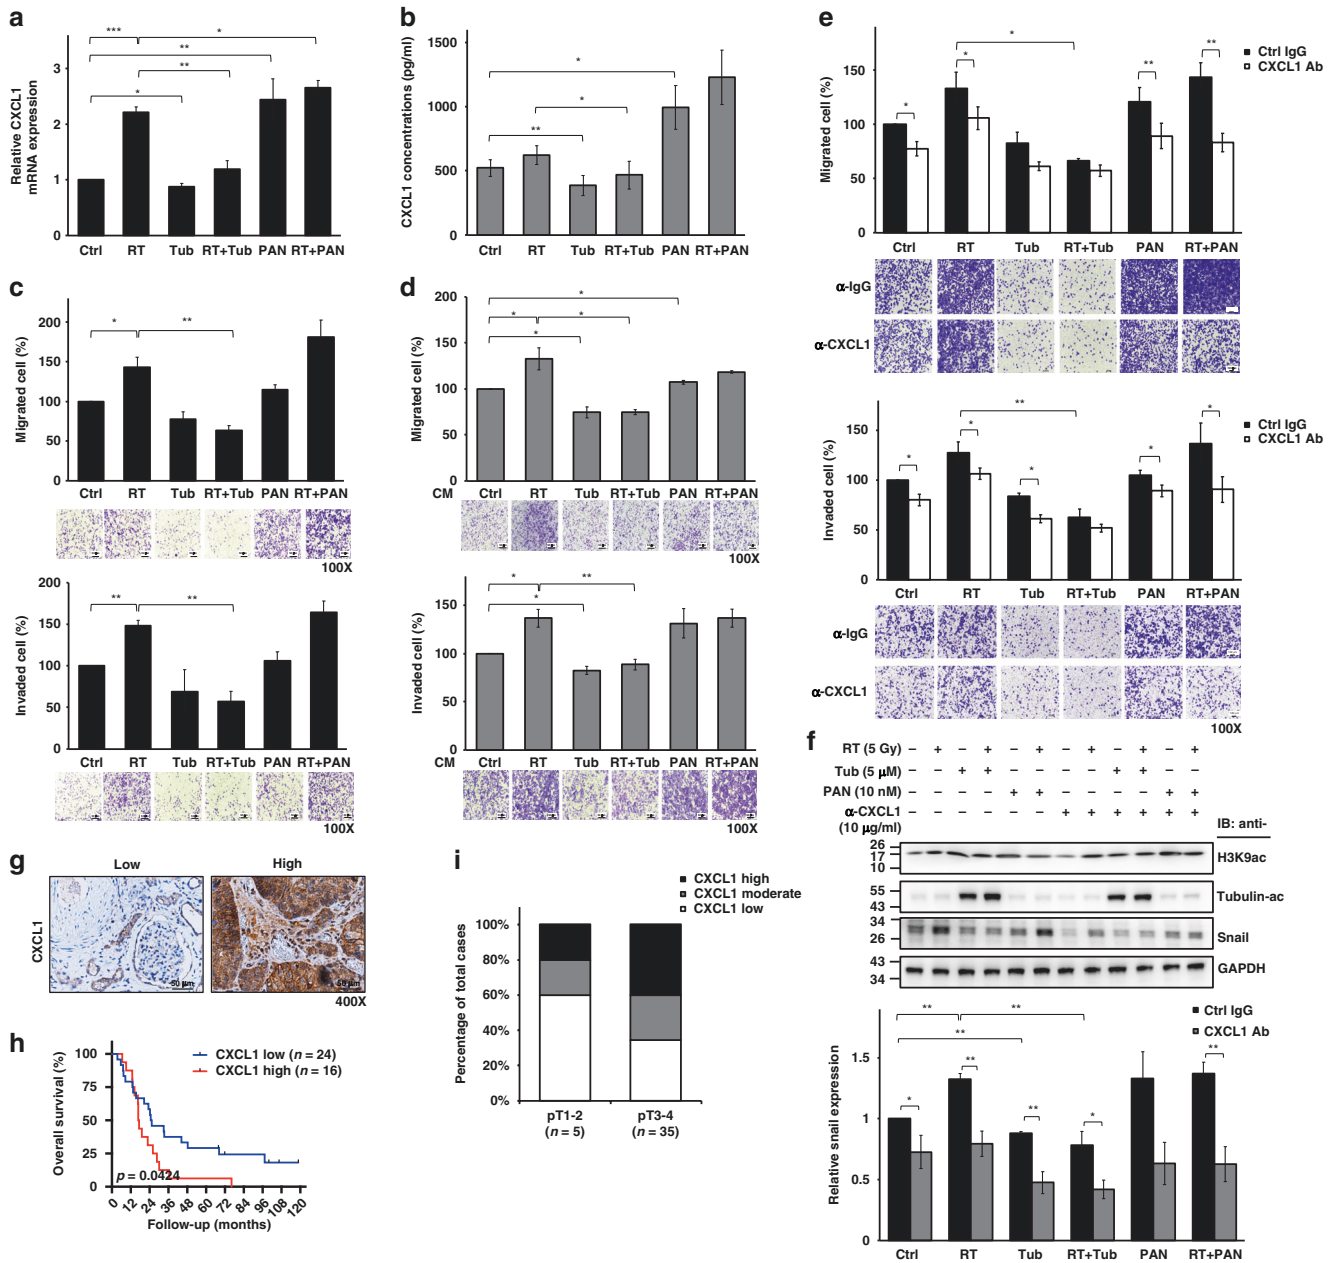 a
Relative CXCL1
mRNA expression
3
2
1
0
*** * ** ** *
Ctrl RT Tub RT+Tub PAN RT+PAN
b
CXCL1 concentrations (pg/ml)
1500
1000
500
0
* * **
Ctrl RT Tub RT+Tub PAN RT+PAN
c
Migrated cell (%)
200
150
100
50
0
* **
Ctrl RT Tub RT+Tub PAN RT+PAN
100X
Invaded cell (%)
200
150
100
50
0
** **
Ctrl RT Tub RT+Tub PAN RT+PAN
100X
d
Migrated cell (%)
200
150
100
50
0
* * * *
CM Ctrl RT Tub RT+Tub PAN RT+PAN
100X
Invaded cell (%)
200
150
100
50
0
* ** *
CM Ctrl RT Tub RT+Tub PAN RT+PAN
100X
e
Ctrl IgG
CXCL1 Ab
Migrated cell (%)
150
100
50
0
* * * ** **
Ctrl RT Tub RT+Tub PAN RT+PAN
α-IgG
α-CXCL1
Ctrl IgG
CXCL1 Ab
Invaded cell (%)
150
100
50
0
** * * * * *
Ctrl RT Tub RT+Tub PAN RT+PAN
α-IgG
α-CXCL1
100X
f
RT (5 Gy) – + – + – + – + – + – +
Tub (5 μM) – – + + – – – – + + – –
PAN (10 nM) – – – – + + – – – – + +
α-CXCL1 – – – – – – + + + + + +
(10 μg/ml)
IB: anti-
26
17
10
H3K9ac
55
43
Tubulin-ac
34
26
Snail
43
34
GAPDH
Ctrl IgG
CXCL1 Ab
Relative snail expression
1.5
1
0.5
0
** ** ** * ** ** * **
Ctrl RT Tub RT+Tub PAN RT+PAN
g
Low High
CXCL1
50 μm
50 μm
400X
h
Overall survival (%)
100
75
50
25
0
CXCL1 low (n = 24)
CXCL1 high (n = 16)
p = 0.0424
0 12 24 36 48 60 72 84 96 108 120
Follow-up (months)
i
CXCL1 high
CXCL1 moderate
CXCL1 low
Percentage of total cases
100%
80%
60%
40%
20%
0%
pT1-2 pT3-4
(n = 5) (n = 35)